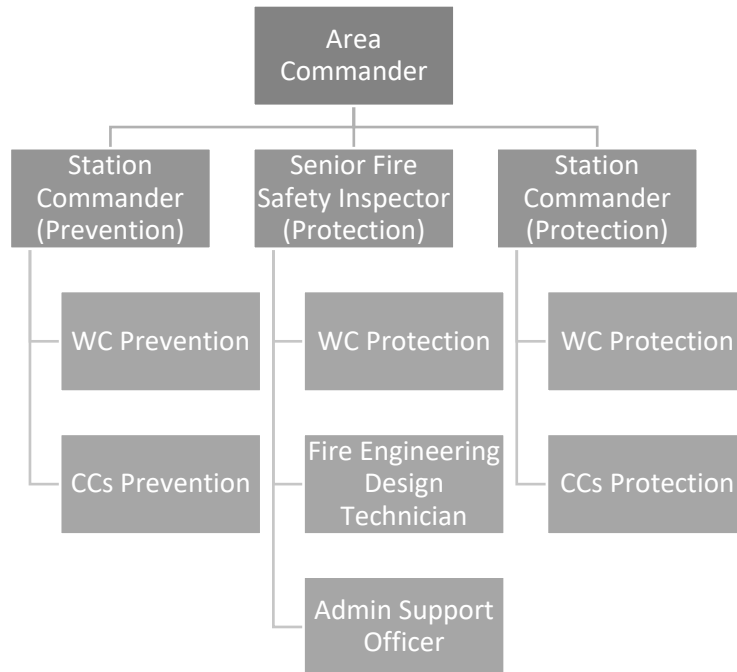 Area
Commander
Station
Commander
(Prevention)
Senior Fire
Safety Inspector
(Protection)
Station
Commander
(Protection)
WC Prevention
WC Protection
WC Protection
CCs Prevention
Fire Engineering
Design
Technician
CCs Protection
Admin Support
Officer